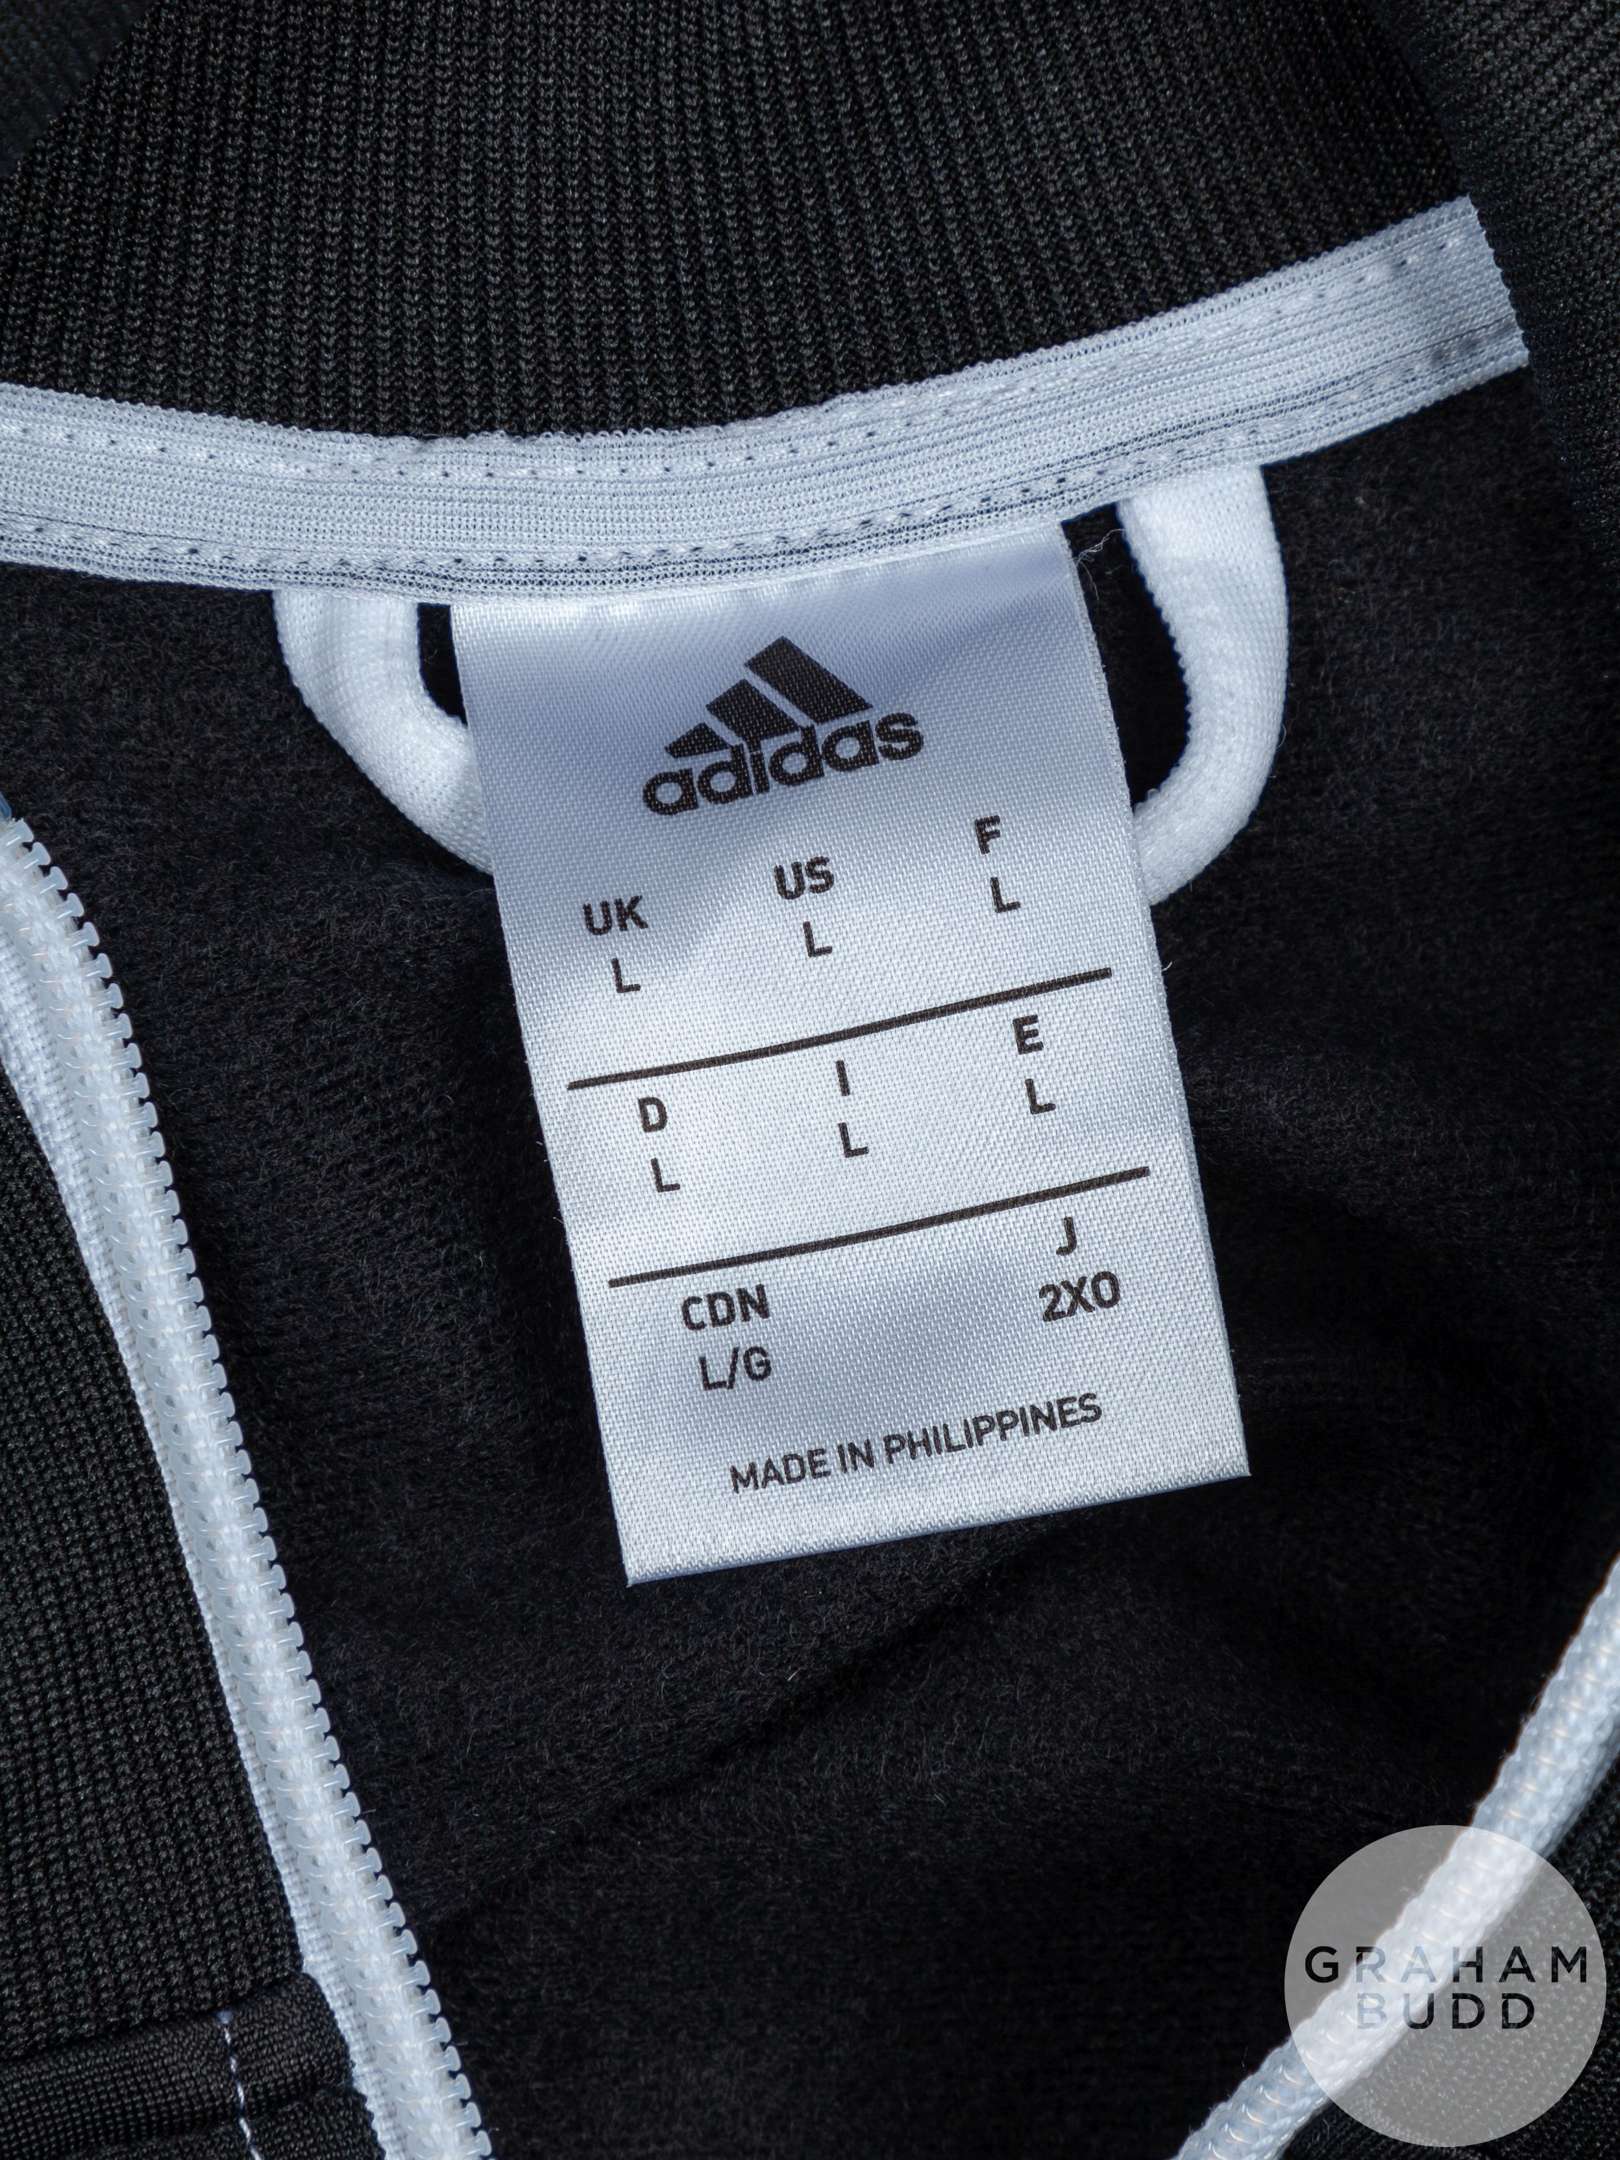 adidas
UK US F
L L L
D I E
L L L
CDN J
L/G 2XO
MADE IN PHILIPPINES
GRAHAM
BUDD